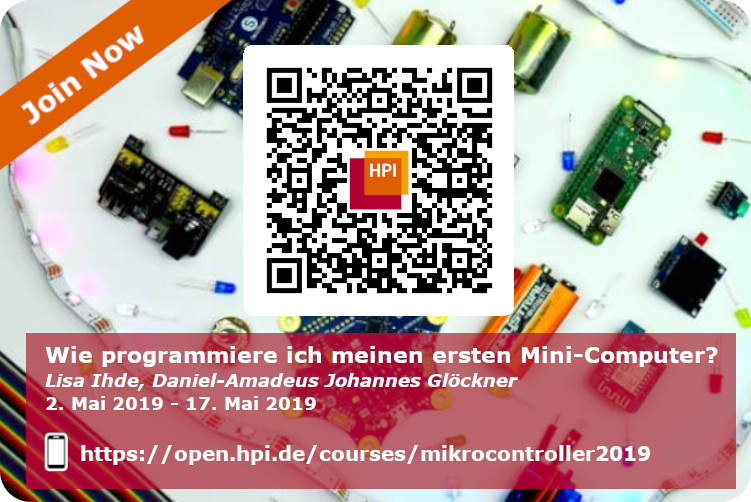 Join Now
HPI
Wie programmiere ich meinen ersten Mini-Computer?
Lisa Ihde, Daniel-Amadeus Johannes Glöckner
2. Mai 2019 - 17. Mai 2019
https://open.hpi.de/courses/mikrocontroller2019